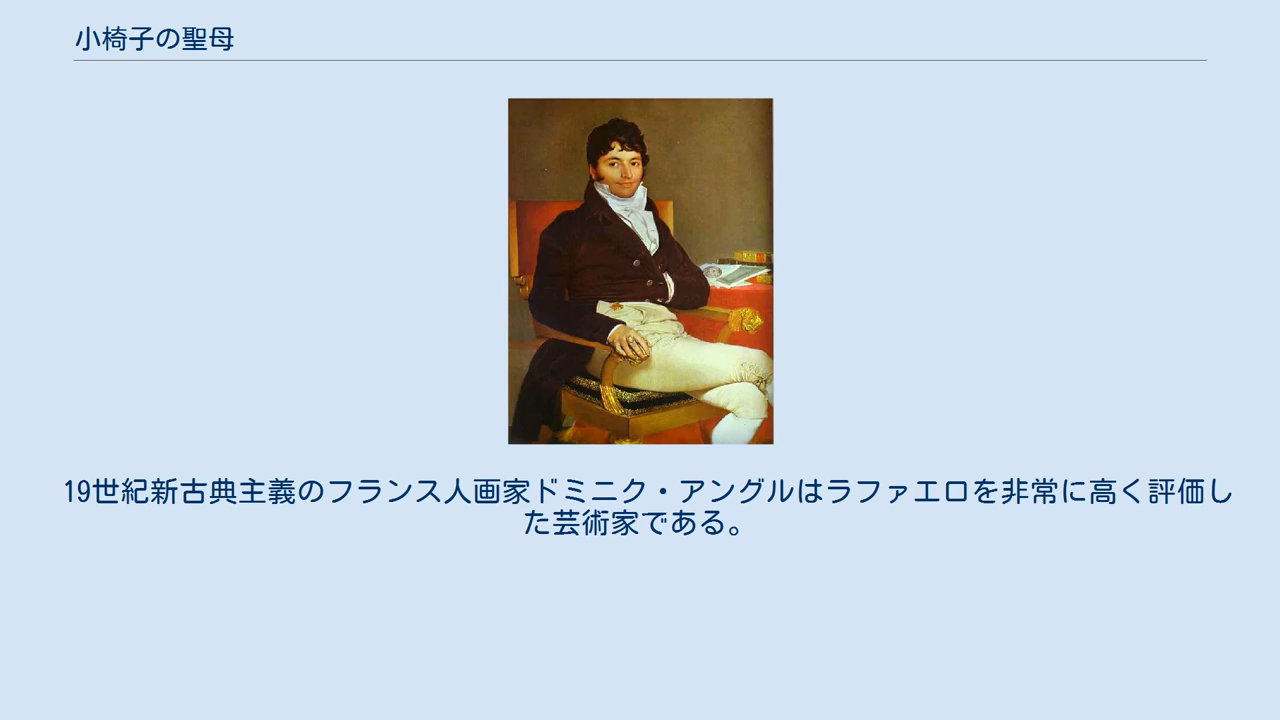 小椅子の聖母
19世紀新古典主義のフランス人画家ドミニク・アングルはラファエロを非常に高く評価し
た芸術家である。